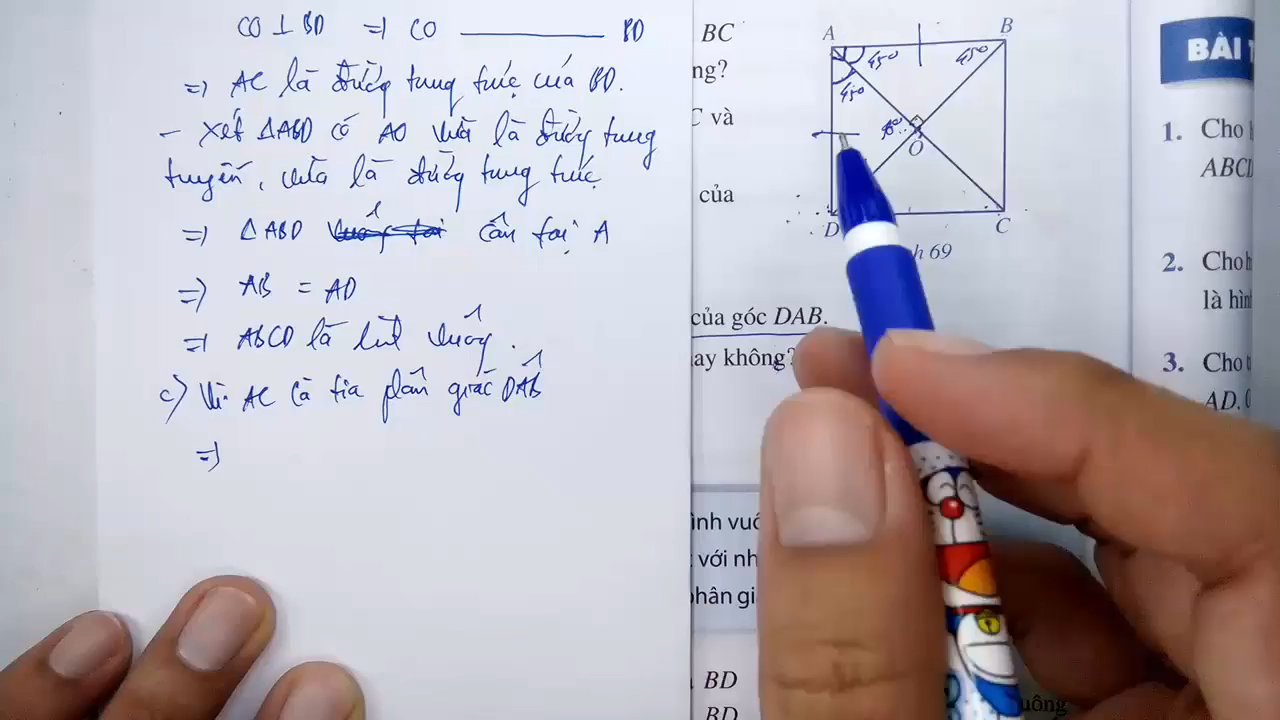 CO ⊥ BD ⇒ CO ———— BD
⇒ AC là đường trung trực của BD.
- Xét ΔABD có AO vừa là đường trung
tuyến, vừa là đường trung trực
⇒ ΔABD cân tại A
⇒ AB = AD
⇒ ABCD là hình vuông.
c) Vì AC là tia phân giác DAB
⇒
BC
ng?
C và
của
của góc DAB.
ay không?
ình vuô
với nh
phân gi
BD
BD
A
B
45°
45°
45°
O
D
C
h 69
BÀI
1. Cho
ABCD
2. Cho h
là hìn
3. Cho t
AD.
uông